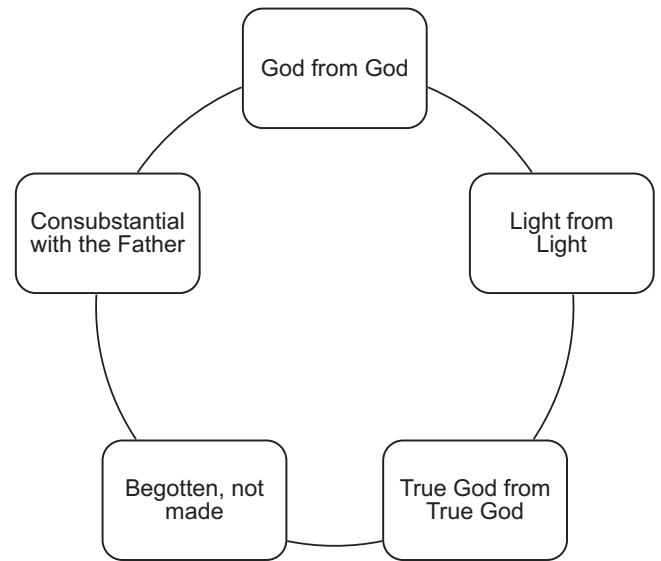 God from God
Light from
Light
True God from
True God
Begotten, not
made
Consubstantial
with the Father